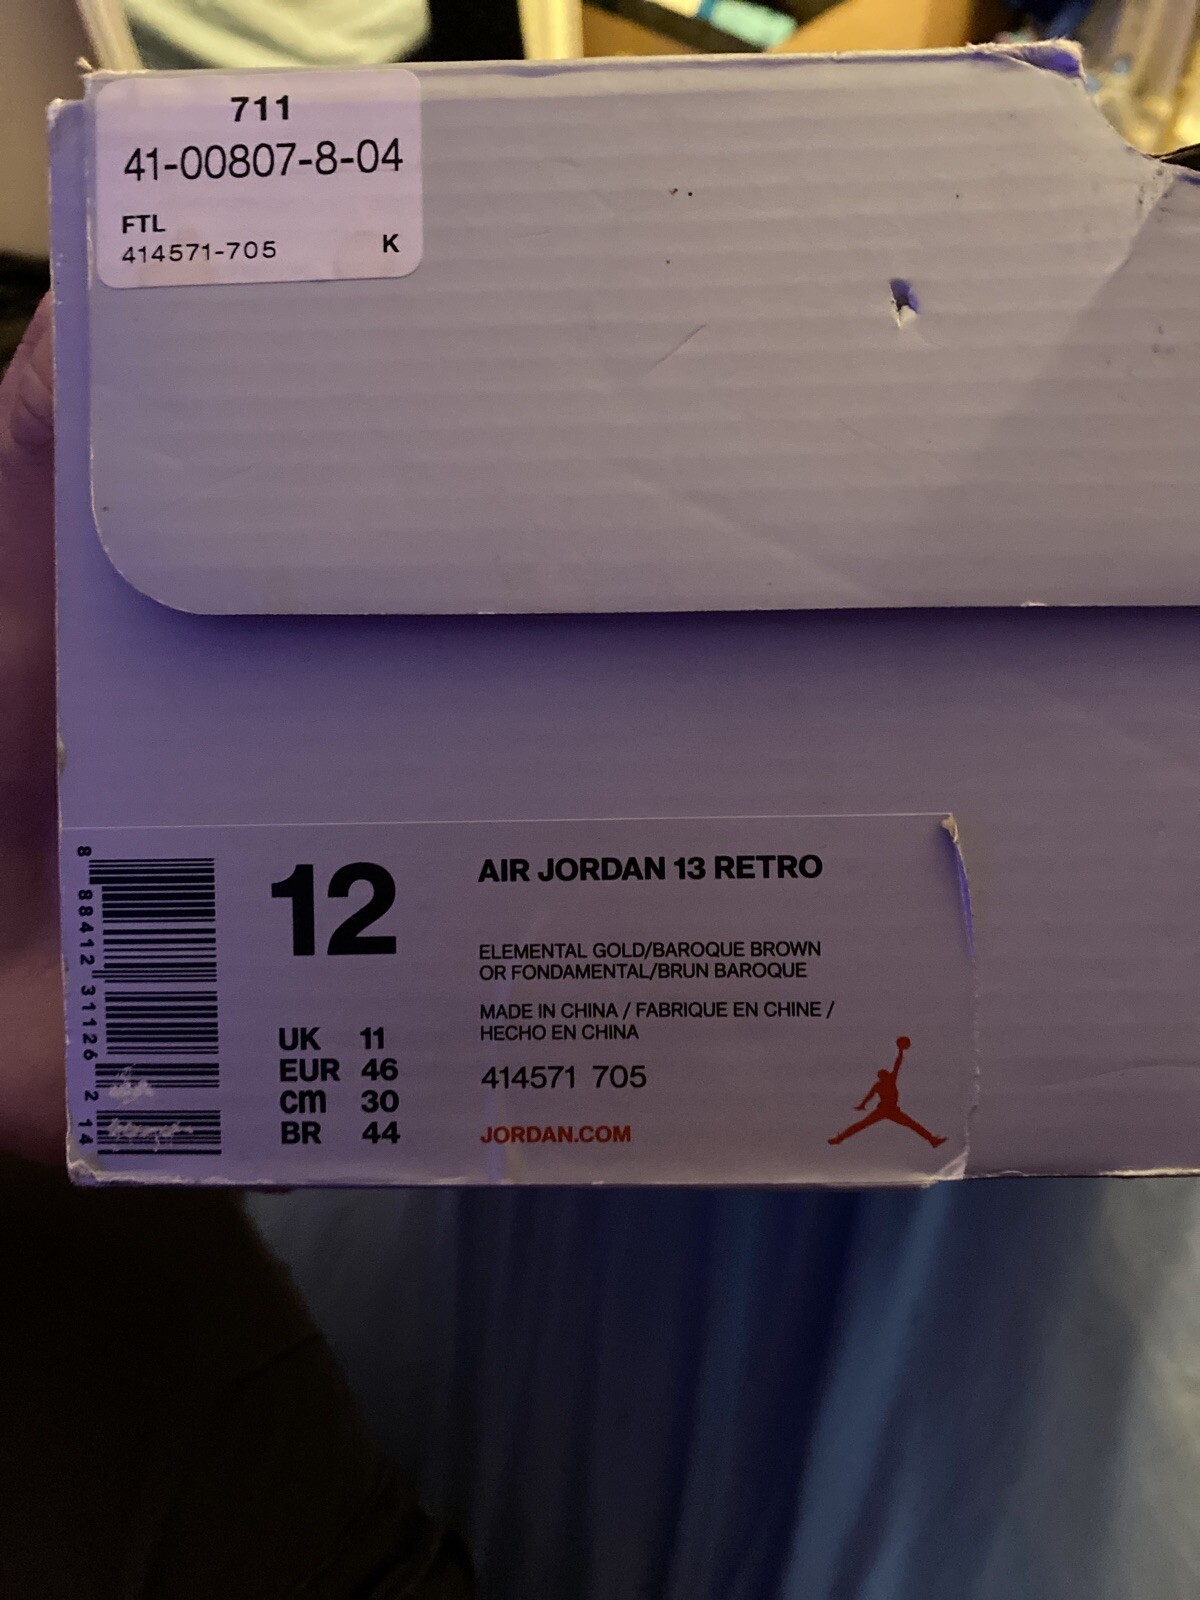 711
41-00807-8-04
FTL
414571-705 K
8 88412 31126 2 14
12
UK 11
EUR 46
cm 30
BR 44
AIR JORDAN 13 RETRO
ELEMENTAL GOLD/BAROQUE BROWN
OR FONDAMENTAL/BRUN BAROQUE
MADE IN CHINA / FABRIQUE EN CHINE /
HECHO EN CHINA
414571 705
JORDAN.COM